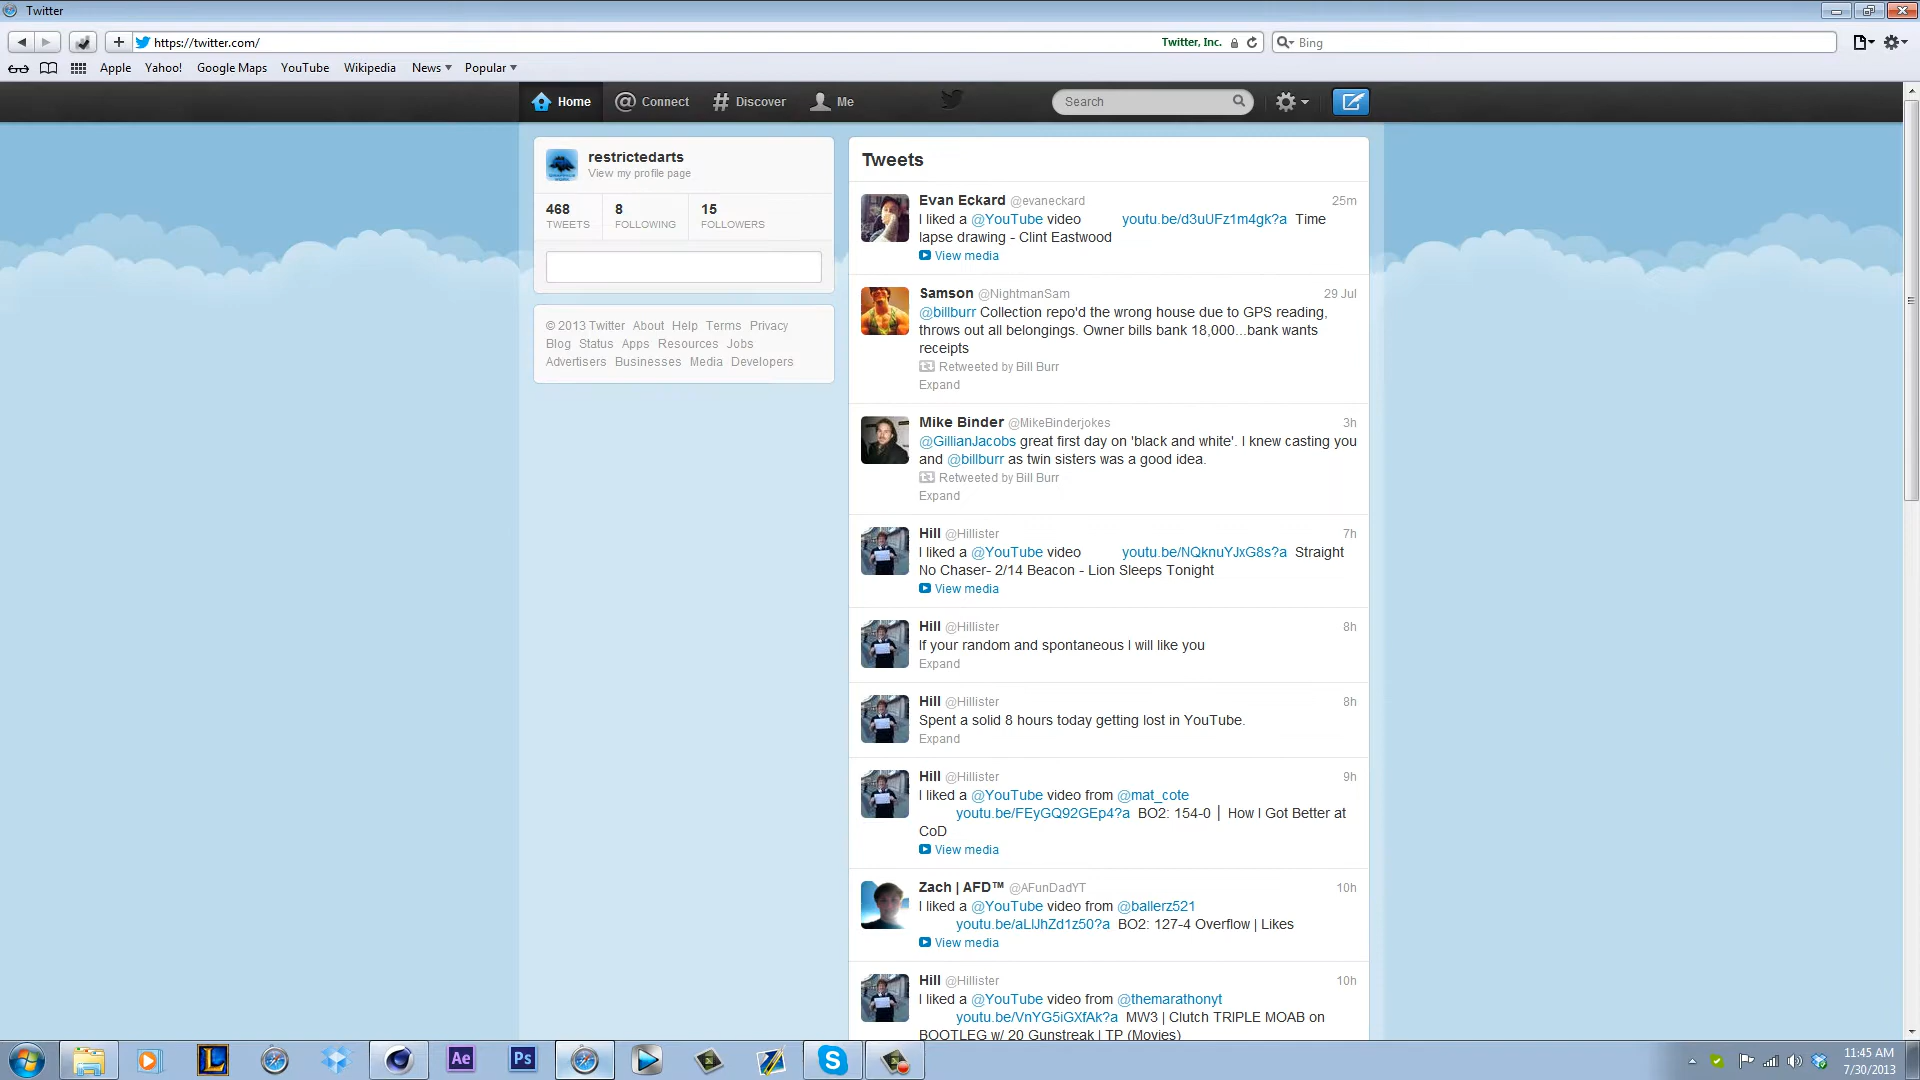 Twitter
https://twitter.com/
Twitter, Inc.
Bing
Apple Yahoo! Google Maps YouTube Wikipedia News Popular
Home Connect Discover Me
Search
restrictedarts
View my profile page
468 8 15
TWEETS FOLLOWING FOLLOWERS
© 2013 Twitter About Help Terms Privacy
Blog Status Apps Resources Jobs
Advertisers Businesses Media Developers
Tweets
Evan Eckard @evaneckard 25m
I liked a @YouTube video youtu.be/d3uUFz1m4gk?a Time
lapse drawing - Clint Eastwood
View media
Samson @NightmanSam 29 Jul
@billburr Collection repo'd the wrong house due to GPS reading,
throws out all belongings. Owner bills bank 18,000...bank wants
receipts
Retweeted by Bill Burr
Expand
Mike Binder @MikeBinderjokes 3h
@GillianJacobs great first day on 'black and white'. I knew casting you
and @billburr as twin sisters was a good idea.
Retweeted by Bill Burr
Expand
Hill @Hillister 7h
I liked a @YouTube video youtu.be/NQknuYJxG8s?a Straight
No Chaser- 2/14 Beacon - Lion Sleeps Tonight
View media
Hill @Hillister 8h
If your random and spontaneous I will like you
Expand
Hill @Hillister 8h
Spent a solid 8 hours today getting lost in YouTube.
Expand
Hill @Hillister 9h
I liked a @YouTube video from @mat_cote
youtu.be/FEyGQ92GEp4?a BO2: 154-0 | How I Got Better at
CoD
View media
Zach | AFD™ @AFunDadYT 10h
I liked a @YouTube video from @ballerz521
youtu.be/aLlJhZd1z50?a BO2: 127-4 Overflow | Likes
View media
Hill @Hillister 10h
I liked a @YouTube video from @themarathonyt
youtu.be/VnYG5iGXfAk?a MW3 | Clutch TRIPLE MOAB on
BOOTLEG w/ 20 Gunstreak | TP (Movies)
L Ae Ps S
11:45 AM
7/30/2013